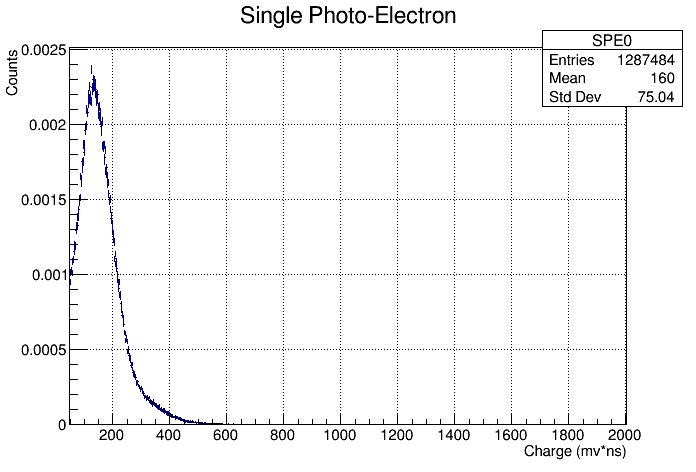 Single Photo-Electron
SPE0
Entries 1287484
Mean 160
Std Dev 75.04
Counts
0.0025
0.002
0.0015
0.001
0.0005
0
200 400 600 800 1000 1200 1400 1600 1800 2000
Charge (mv*ns)